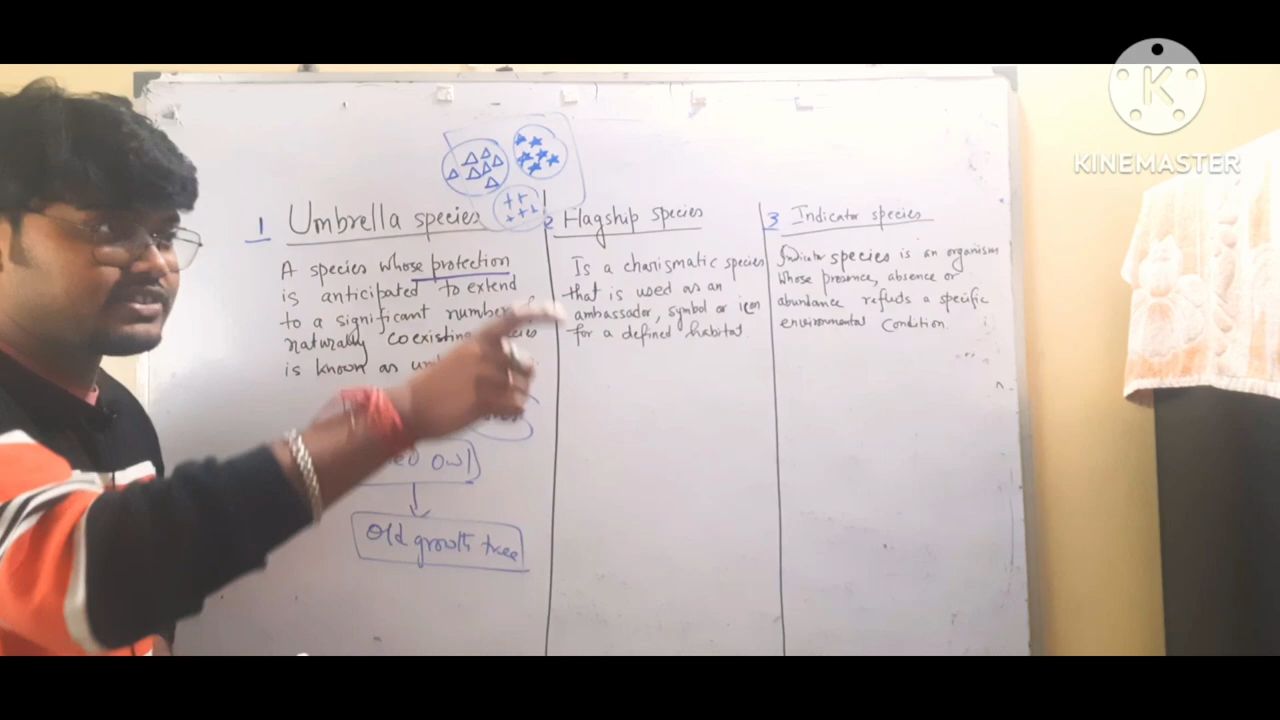 KINEMASTER
1 Umbrella species
A species whose protection
is anticipated to extend
to a significant number
naturally coexisting
is known as
owl
Old growth tree
2 Flagship species
Is a charismatic species
that is used as an
ambassador, symbol or icon
for a defined habitat
3 Indicator species
Indicator species is an organism
whose presence, absence or
abundance reflects a specific
environmental condition.